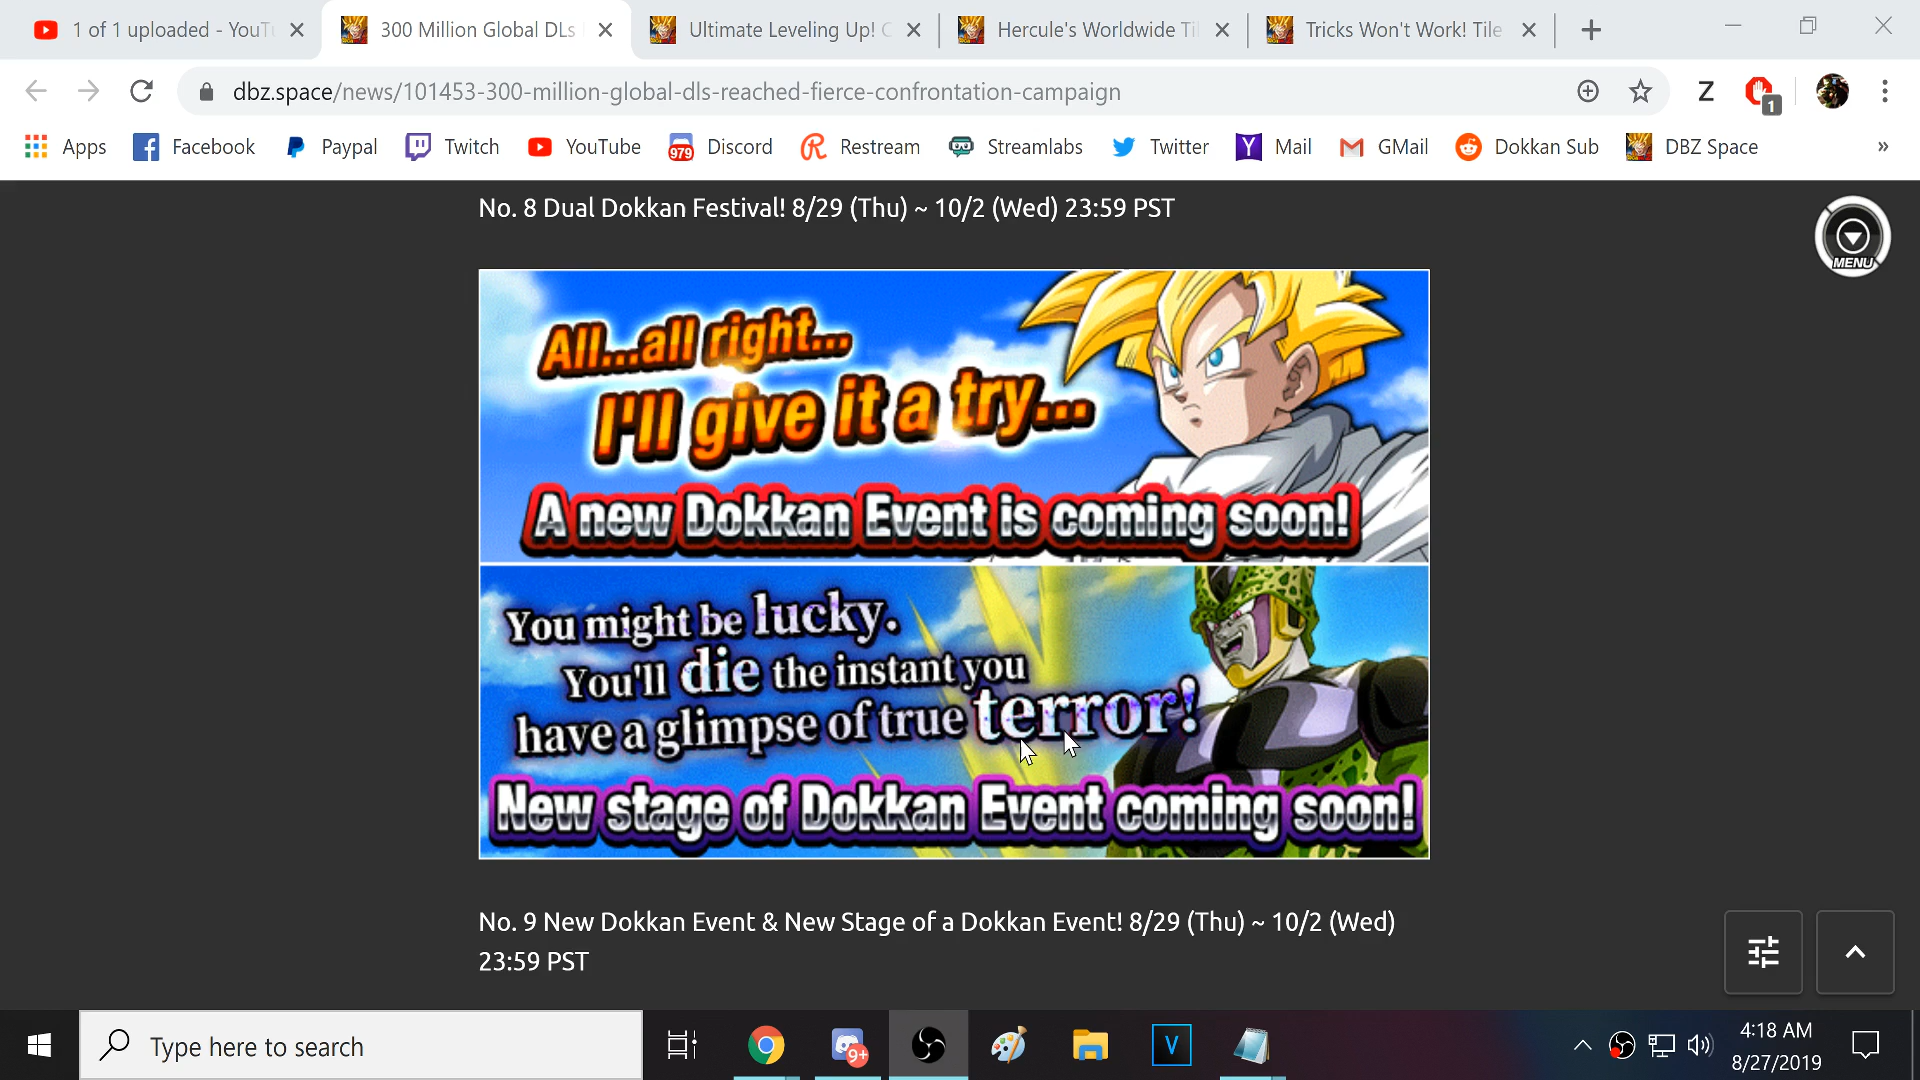 1 of 1 uploaded - YouTu
300 Million Global DLs
Ultimate Leveling Up! C
Hercule's Worldwide Ti
Tricks Won't Work! Tile
dbz.space/news/101453-300-million-global-dls-reached-fierce-confrontation-campaign
Z
1
Apps
Facebook
Paypal
Twitch
YouTube
979
Discord
Restream
Streamlabs
Twitter
Mail
GMail
Dokkan Sub
DBZ Space
»
No. 8 Dual Dokkan Festival! 8/29 (Thu) ~ 10/2 (Wed) 23:59 PST
MENU
All...all right...
I'll give it a try...
A new Dokkan Event is coming soon!
You might be lucky.
You'll die the instant you
have a glimpse of true terror!
New stage of Dokkan Event coming soon!
No. 9 New Dokkan Event & New Stage of a Dokkan Event! 8/29 (Thu) ~ 10/2 (Wed)
23:59 PST
Type here to search
9+
V
4:18 AM
8/27/2019